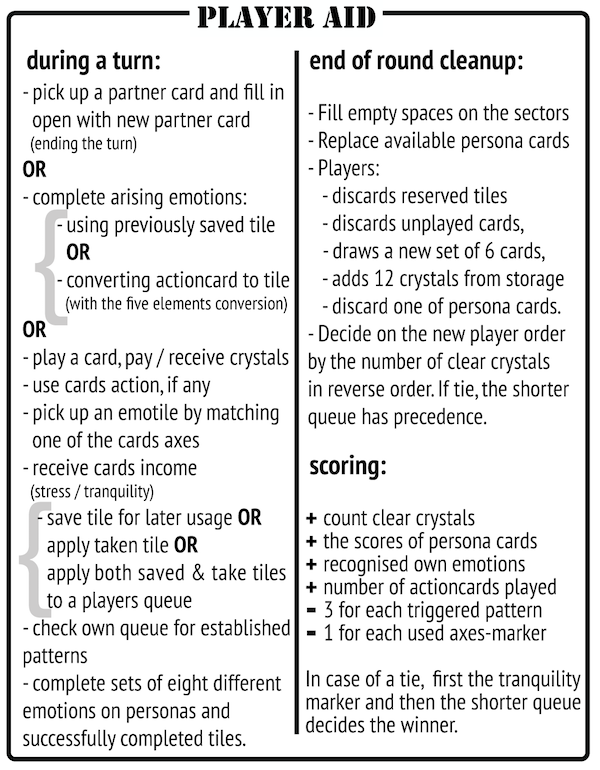 PLAYER AID
during a turn:
- pick up a partner card and fill in
open with new partner card
(ending the turn)
OR
- complete arising emotions:
- using previously saved tile
OR
- converting actioncard to tile
(with the five elements conversion)
OR
- play a card, pay / receive crystals
- use cards action, if any
- pick up an emotile by matching
one of the cards axes
- receive cards income
(stress / tranquility)
- save tile for later usage OR
apply taken tile OR
apply both saved & take tiles
to a players queue
- check own queue for established
patterns
- complete sets of eight different
emotions on personas and
successfully completed tiles.
end of round cleanup:
- Fill empty spaces on the sectors
- Replace available persona cards
- Players:
- discards reserved tiles
- discards unplayed cards,
- draws a new set of 6 cards,
- adds 12 crystals from storage
- discard one of persona cards.
- Decide on the new player order
by the number of clear crystals
in reverse order. If tie, the shorter
queue has precedence.
scoring:
+ count clear crystals
+ the scores of persona cards
+ recognised own emotions
+ number of actioncards played
- 3 for each triggered pattern
- 1 for each used axes-marker
In case of a tie, first the tranquility
marker and then the shorter queue
decides the winner.